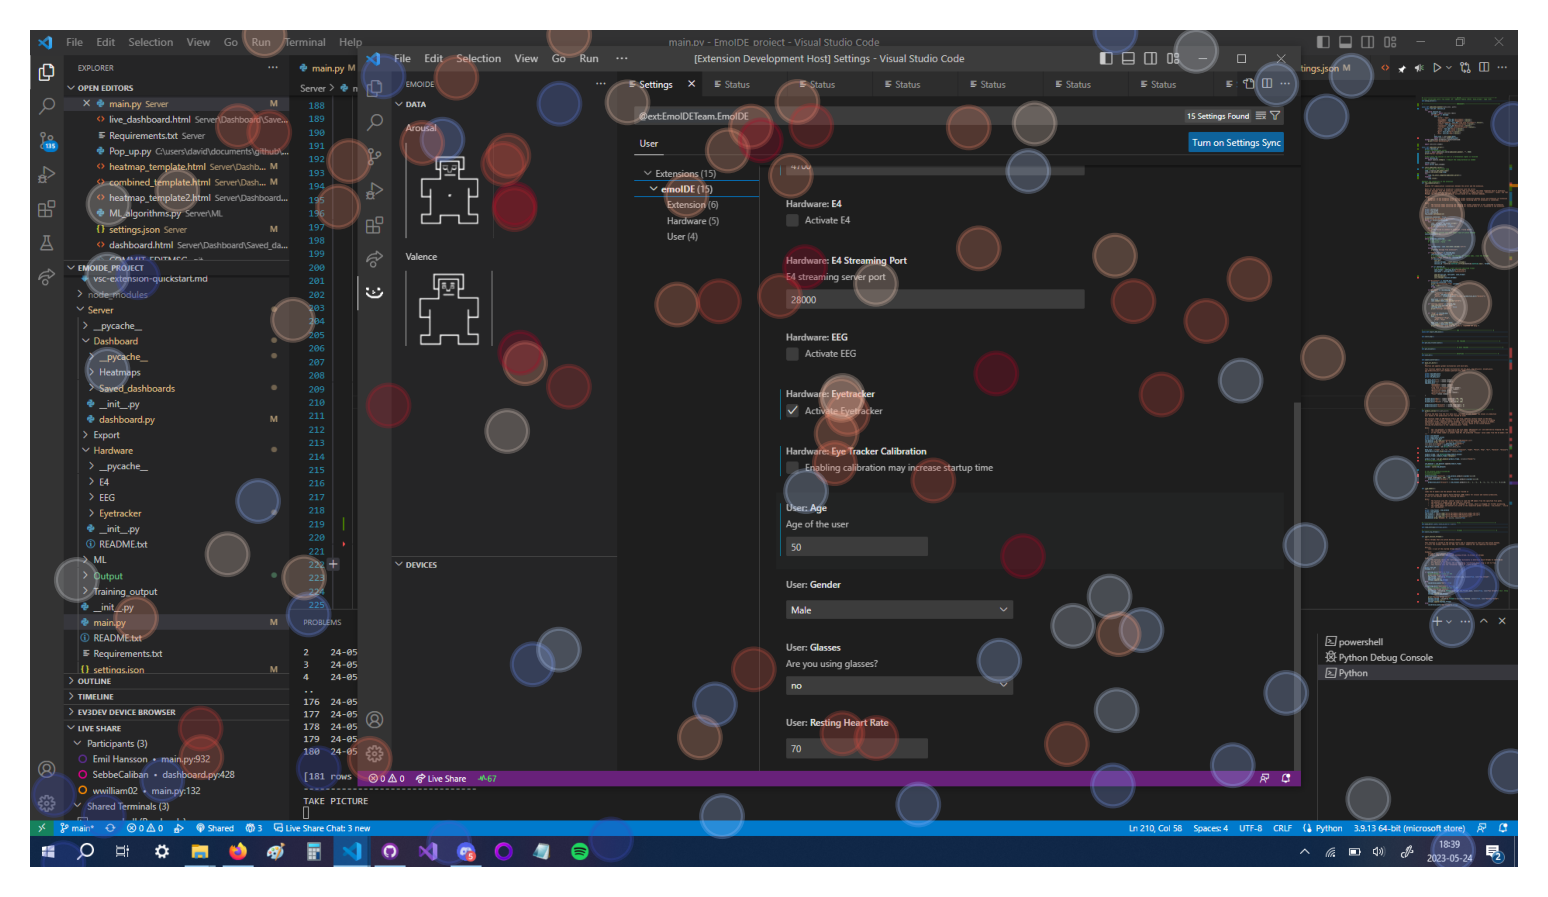 File Edit Selection View Go Run Terminal Help
main.py - EmoIDE_project - Visual Studio Code
EXPLORER
OPEN EDITORS
main.py Server M
live_dashboard.html Server\Dashboard\Save...
Requirements.txt Server
Pop_up.py C:\users\david\documents\github\...
heatmap_template.html Server\Dashb... M
combined_template.html Server\Dash... M
heatmap_template2.html Server\Dashboard...
ML_algorithms.py Server\ML
settings.json Server M
dashboard.html Server\Dashboard\Saved_da...
EMOIDE_PROJECT
vsc-extension-quickstart.md
node_modules
Server
__pycache__
Dashboard
__pycache__
Heatmaps
Saved_dashboards
__init__.py
dashboard.py M
Export
Hardware
__pycache__
E4
EEG
Eyetracker
__init__.py
README.txt
ML
Output
Training_output
__init__.py
main.py M
README.txt
Requirements.txt
settings.json M
OUTLINE
TIMELINE
EV3DEV DEVICE BROWSER
LIVE SHARE
Participants (3)
Emil Hansson • main.py:932
SebbeCaliban • dashboard.py:428
wwilliam02 • main.py:132
Shared Terminals (3)
main.py M
Server >
188
189
190
191
192
193
194
195
196
197
198
199
200
201
202
203
204
205
206
207
208
209
210
211
212
213
214
215
216
217
218
219
220
221
222
223
224
225
PROBLEMS
2 24-05
3 24-05
4 24-05
..
176 24-05
177 24-05
178 24-05
179 24-05
180 24-05
[181 rows
TAKE PICTURE
File Edit Selection View Go Run ···
[Extension Development Host] Settings - Visual Studio Code
EMOIDE
DATA
Arousal
Valence
DEVICES
Settings
Status
Status
Status
Status
Status
Status
@ext:EmoIDETeam.EmoIDE
15 Settings Found
User
Turn on Settings Sync
Extensions (15)
emoIDE (15)
Extension (6)
Hardware (5)
User (4)
4700
Hardware: E4
Activate E4
Hardware: E4 Streaming Port
E4 streaming server port
28000
Hardware: EEG
Activate EEG
Hardware: Eyetracker
Activate Eyetracker
Hardware: Eye Tracker Calibration
Enabling calibration may increase startup time
User: Age
Age of the user
50
User: Gender
Male
User: Glasses
Are you using glasses?
no
User: Resting Heart Rate
70
0 0 Live Share 67
tings.json M
powershell
Python Debug Console
Python
main* 0 0 Shared 3 Live Share Chat: 3 new
Ln 210, Col 58 Spaces: 4 UTF-8 CRLF Python 3.9.13 64-bit (microsoft store)
135
18:39
2023-05-24
2